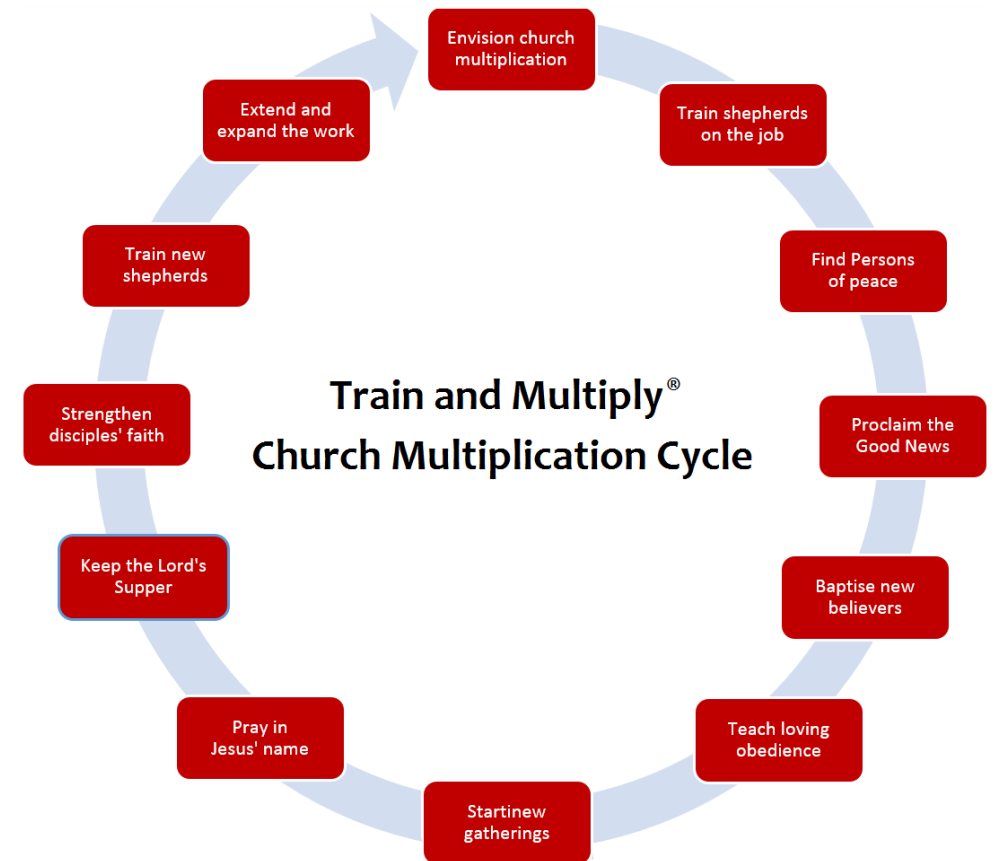 Envision church
multiplication
Train shepherds
on the job
Find Persons
of peace
Proclaim the
Good News
Baptise new
believers
Teach loving
obedience
Startinew
gatherings
Pray in
Jesus' name
Keep the Lord's
Supper
Strengthen
disciples' faith
Train new
shepherds
Extend and
expand the work
Train and Multiply®
Church Multiplication Cycle